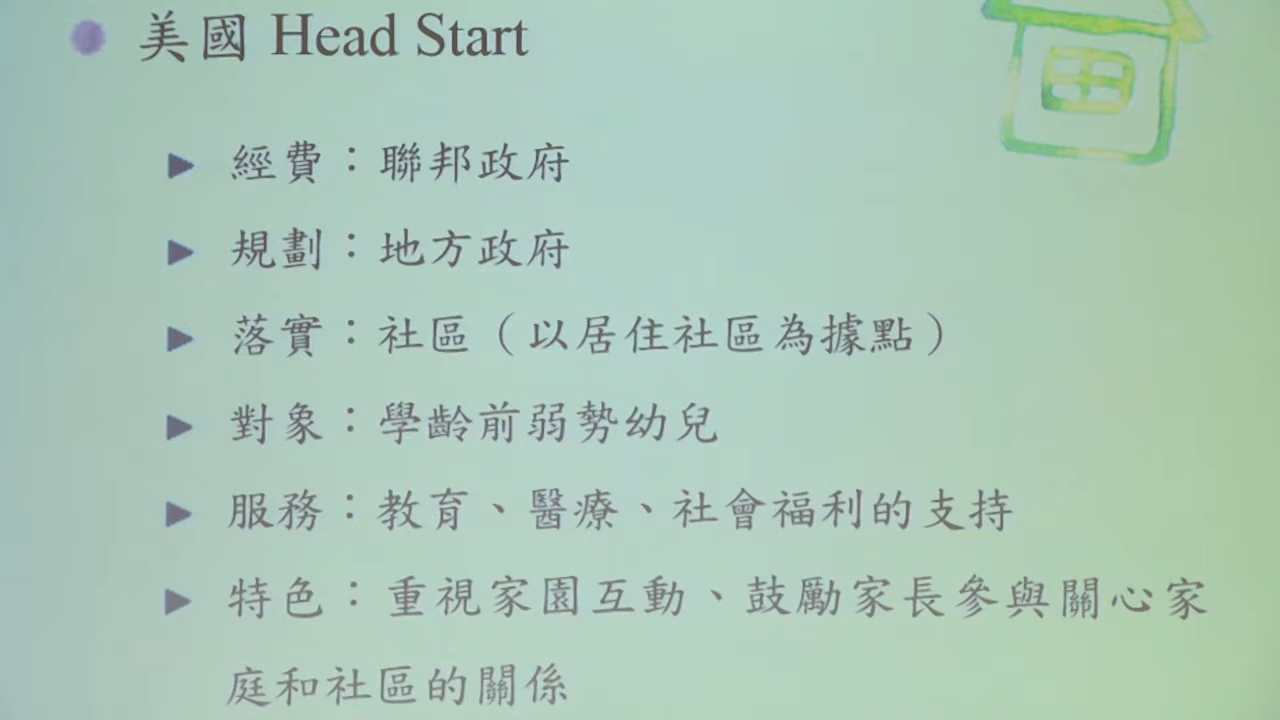 美國 Head Start
經費：聯邦政府
規劃：地方政府
落實：社區（以居住社區為據點）
對象：學齡前弱勢幼兒
服務：教育、醫療、社會福利的支持
特色：重視家園互動、鼓勵家長參與關心家
庭和社區的關係